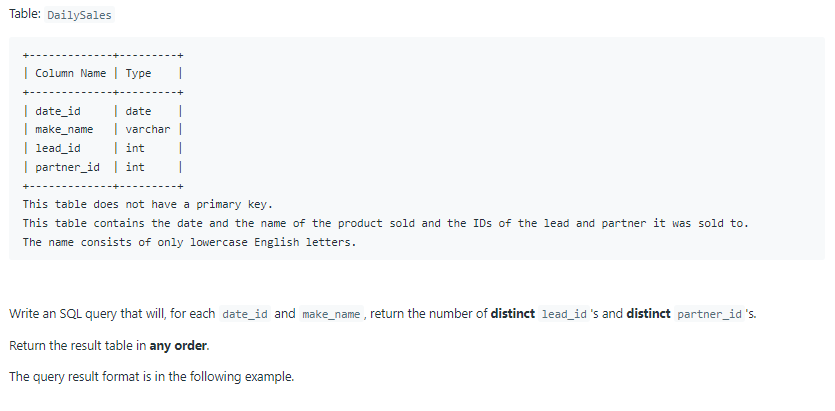 Table: DailySales
+-------------+---------+
| Column Name | Type    |
+-------------+---------+
| date_id     | date    |
| make_name   | varchar |
| lead_id     | int     |
| partner_id  | int     |
+-------------+---------+
This table does not have a primary key.
This table contains the date and the name of the product sold and the IDs of the lead and partner it was sold to.
The name consists of only lowercase English letters.
Write an SQL query that will, for each date_id and make_name, return the number of distinct lead_id's and distinct partner_id's.
Return the result table in any order.
The query result format is in the following example.